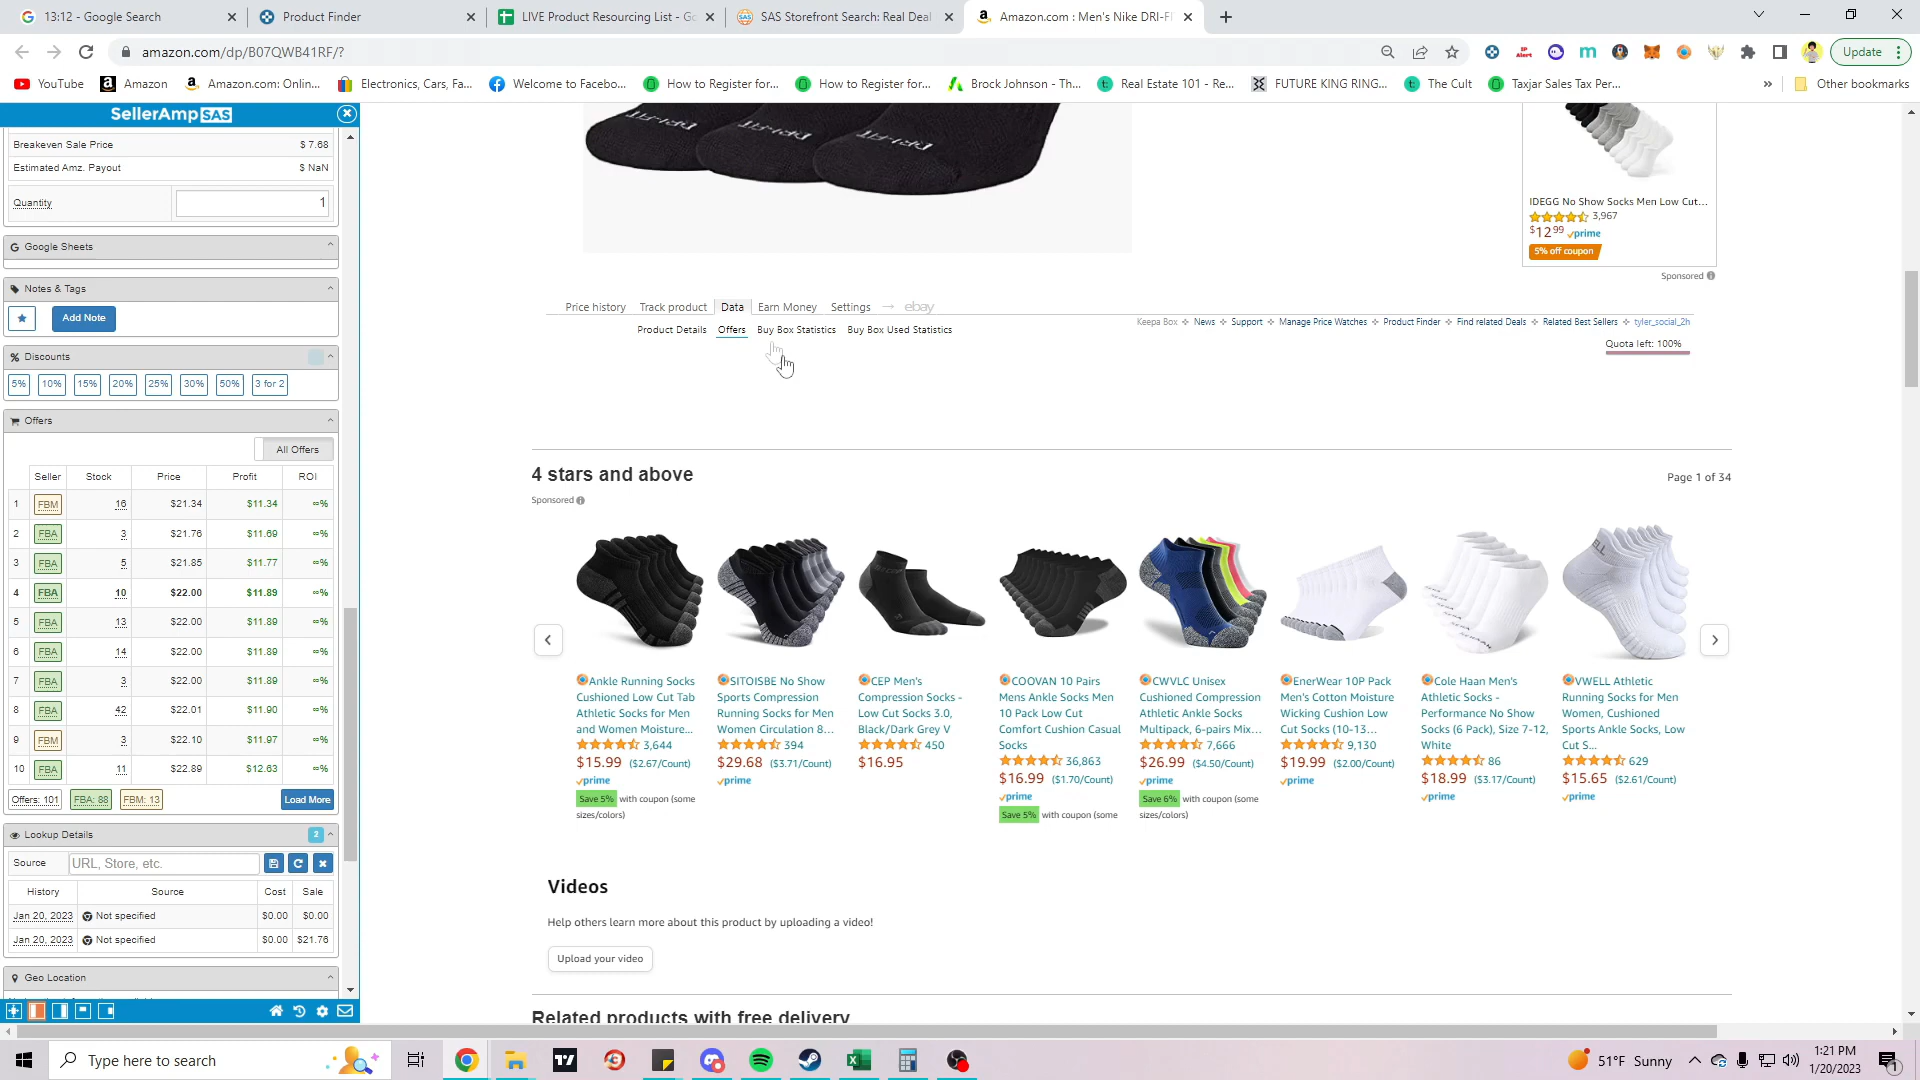 13:12 - Google Search
Product Finder
LIVE Product Resourcing List - Go
SAS Storefront Search: Real Deal
Amazon.com : Men's Nike DRI-F
amazon.com/dp/B07QWB41RF/?
Update
YouTube
Amazon
Amazon.com: Onlin...
Electronics, Cars, Fa...
Welcome to Facebo...
How to Register for...
How to Register for...
Brock Johnson - Th...
Real Estate 101 - Re...
FUTURE KING RING...
The Cult
Taxjar Sales Tax Per...
Other bookmarks
SellerAmp SAS
Breakeven Sale Price $ 7.68
Estimated Amz. Payout $ NaN
Quantity 1
Google Sheets
Notes & Tags
Add Note
Discounts
5% 10% 15% 20% 25% 30% 50% 3 for 2
Offers
All Offers
Seller Stock Price Profit ROI
1 FBM 16 $21.34 $11.34 ∞%
2 FBA 3 $21.76 $11.69 ∞%
3 FBA 5 $21.85 $11.77 ∞%
4 FBA 10 $22.00 $11.89 ∞%
5 FBA 13 $22.00 $11.89 ∞%
6 FBA 14 $22.00 $11.89 ∞%
7 FBA 3 $22.00 $11.89 ∞%
8 FBA 42 $22.01 $11.90 ∞%
9 FBM 3 $22.10 $11.97 ∞%
10 FBA 11 $22.89 $12.63 ∞%
Offers: 101 FBA: 88 FBM: 13 Load More
Lookup Details 2
Source URL, Store, etc.
History Source Cost Sale
Jan 20, 2023 Not specified $0.00 $0.00
Jan 20, 2023 Not specified $0.00 $21.76
Geo Location
DRI-FIT DRI-FIT DRI-FIT
IDEGG No Show Socks Men Low Cut...
3,967
$12.99 prime
5% off coupon
Sponsored
Price history Track product Data Earn Money Settings → ebay
Product Details Offers Buy Box Statistics Buy Box Used Statistics
Keepa Box News Support Manage Price Watches Product Finder Find related Deals Related Best Sellers tyler_social_2h
Quota left: 100%
4 stars and above
Page 1 of 34
Sponsored
Ankle Running Socks
Cushioned Low Cut Tab
Athletic Socks for Men
and Women Moisture...
3,644
$15.99 ($2.67/Count)
prime
Save 5% with coupon (some
sizes/colors)
SITOISBE No Show
Sports Compression
Running Socks for Men
Women Circulation 8...
394
$29.68 ($3.71/Count)
prime
CEP Men's
Compression Socks -
Low Cut Socks 3.0,
Black/Dark Grey V
450
$16.95
COOVAN 10 Pairs
Mens Ankle Socks Men
10 Pack Low Cut
Comfort Cushion Casual
Socks
36,863
$16.99 ($1.70/Count)
prime
Save 5% with coupon (some
CWVLC Unisex
Cushioned Compression
Athletic Ankle Socks
Multipack, 6-pairs Mix...
7,666
$26.99 ($4.50/Count)
prime
Save 6% with coupon (some
sizes/colors)
EnerWear 10P Pack
Men's Cotton Moisture
Wicking Cushion Low
Cut Socks (10-13...
9,130
$19.99 ($2.00/Count)
prime
Cole Haan Men's
Athletic Socks -
Performance No Show
Socks (6 Pack), Size 7-12,
White
86
$18.99 ($3.17/Count)
prime
VWELL Athletic
Running Socks for Men
Women, Cushioned
Sports Ankle Socks, Low
Cut S...
629
$15.65 ($2.61/Count)
prime
Videos
Help others learn more about this product by uploading a video!
Upload your video
Related products with free delivery
Type here to search
51°F Sunny
1:21 PM
1/20/2023